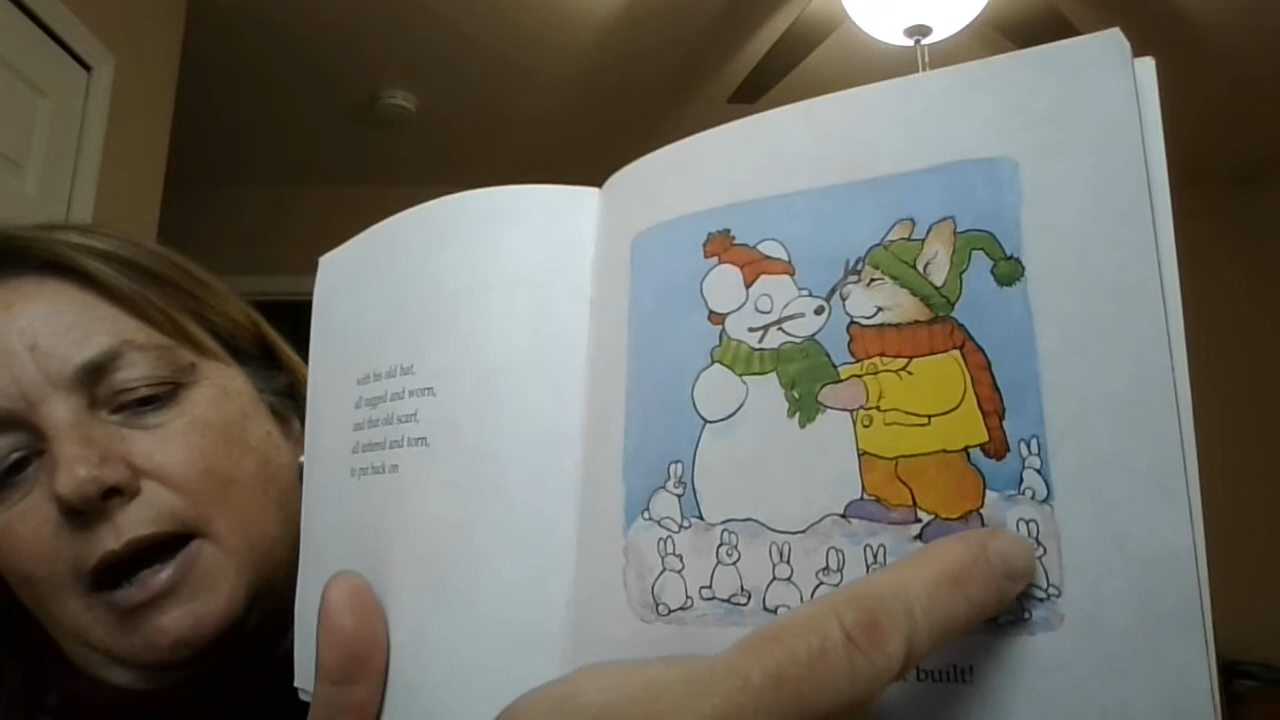 with his old hat,
all ragged and worn,
and that old scarf,
all tattered and torn,
to put back on
built!